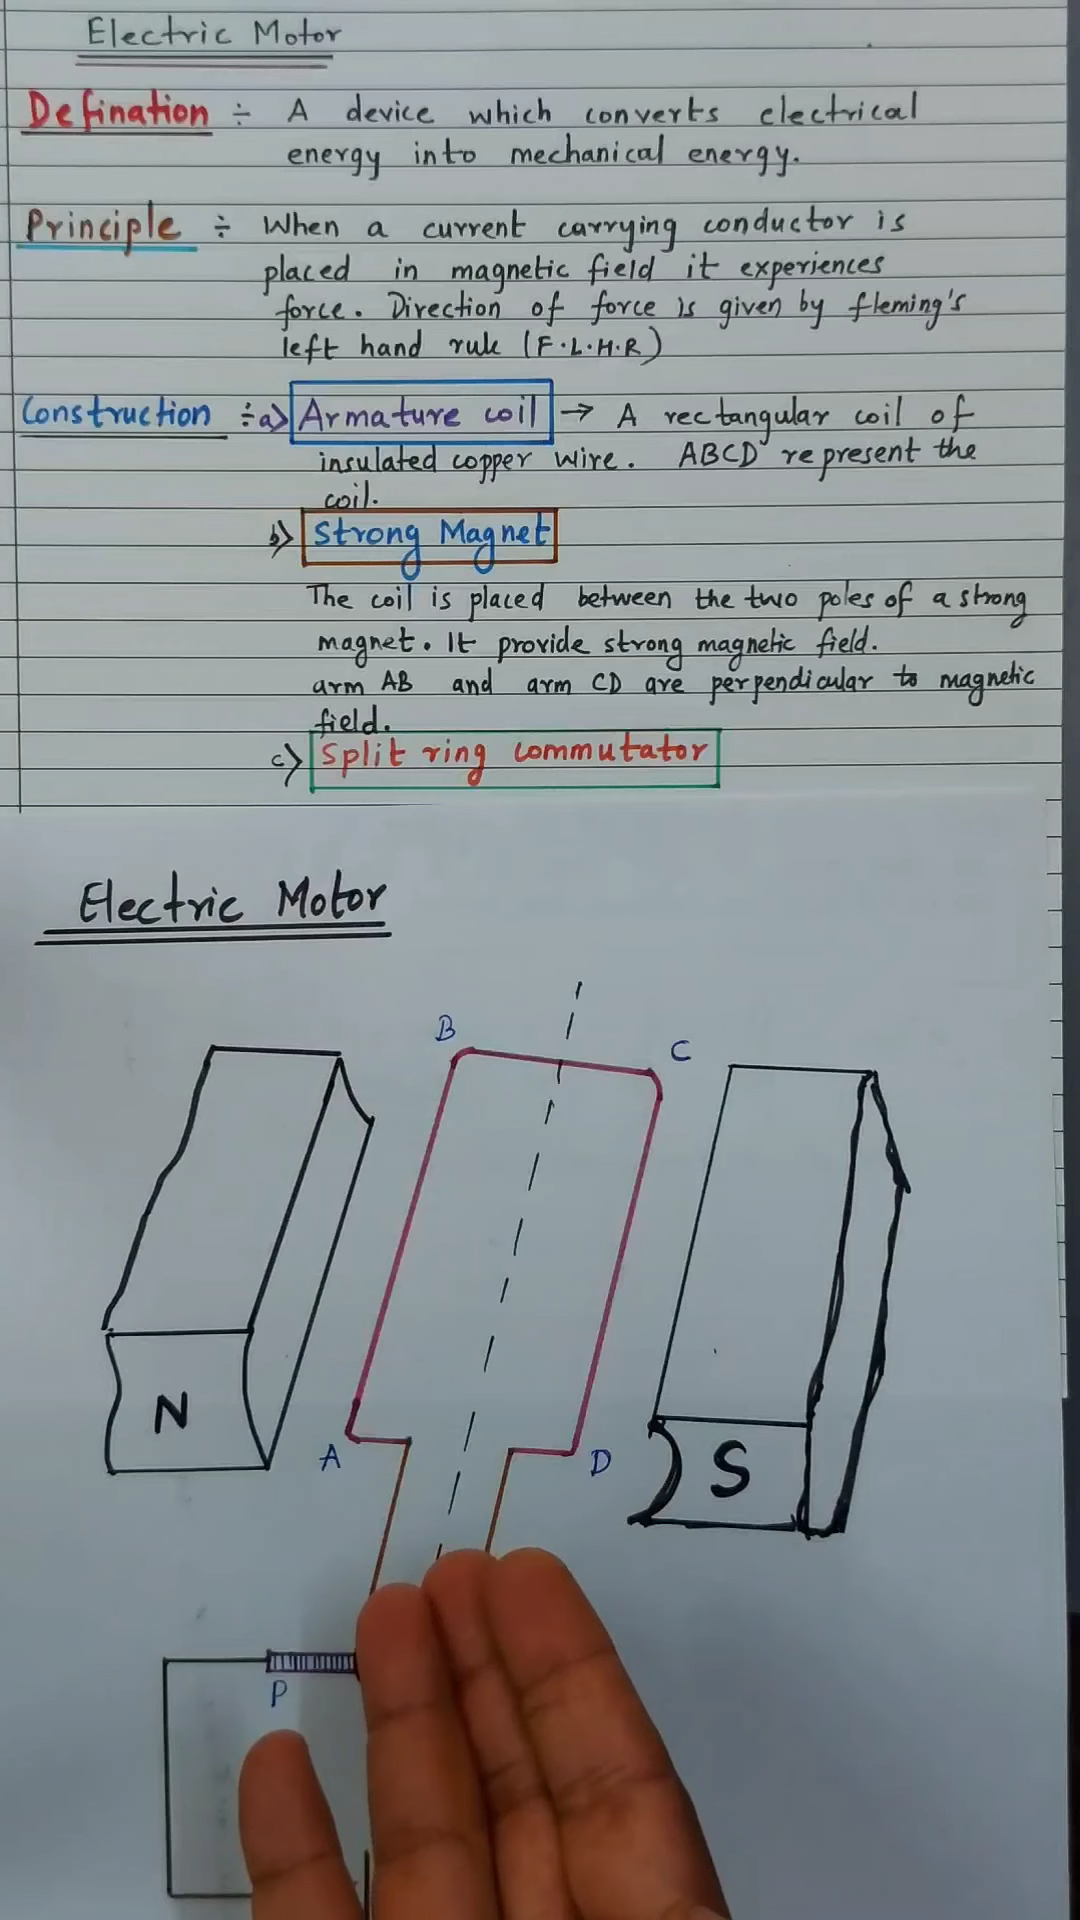 Electric Motor
Defination ÷ A device which converts electrical
energy into mechanical energy.
Principle ÷ When a current carrying conductor is
placed in magnetic field it experiences
force. Direction of force is given by fleming's
left hand rule (F.L.H.R)
Construction ÷ a) Armature coil → A rectangular coil of
insulated copper wire. ABCD represent the
coil.
b) Strong Magnet
The coil is placed between the two poles of a strong
magnet. It provide strong magnetic field.
arm AB and arm CD are perpendicular to magnetic
field.
c) Split ring commutator
Electric Motor
B
C
N
A
D
S
P